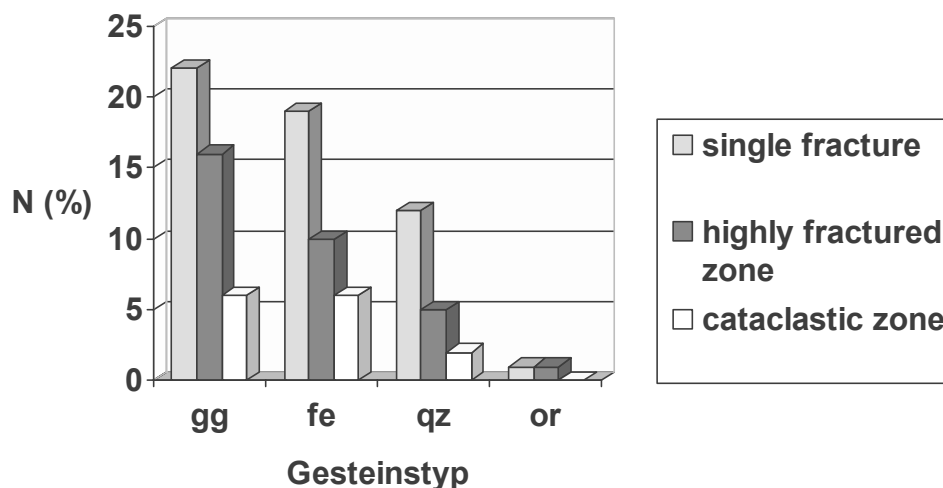 25
20
15
10
5
0
N (%)
gg fe qz or
Gesteinstyp
single fracture
highly fractured
zone
cataclastic zone